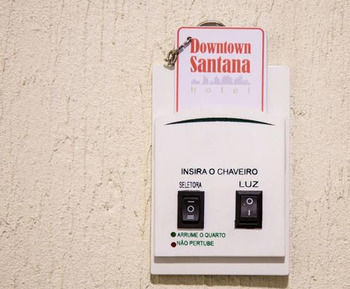 Downtown
Santana
hotel
INSIRA O CHAVEIRO
SELETORA
LUZ
ARRUME O QUARTO
NÃO PERTUBE